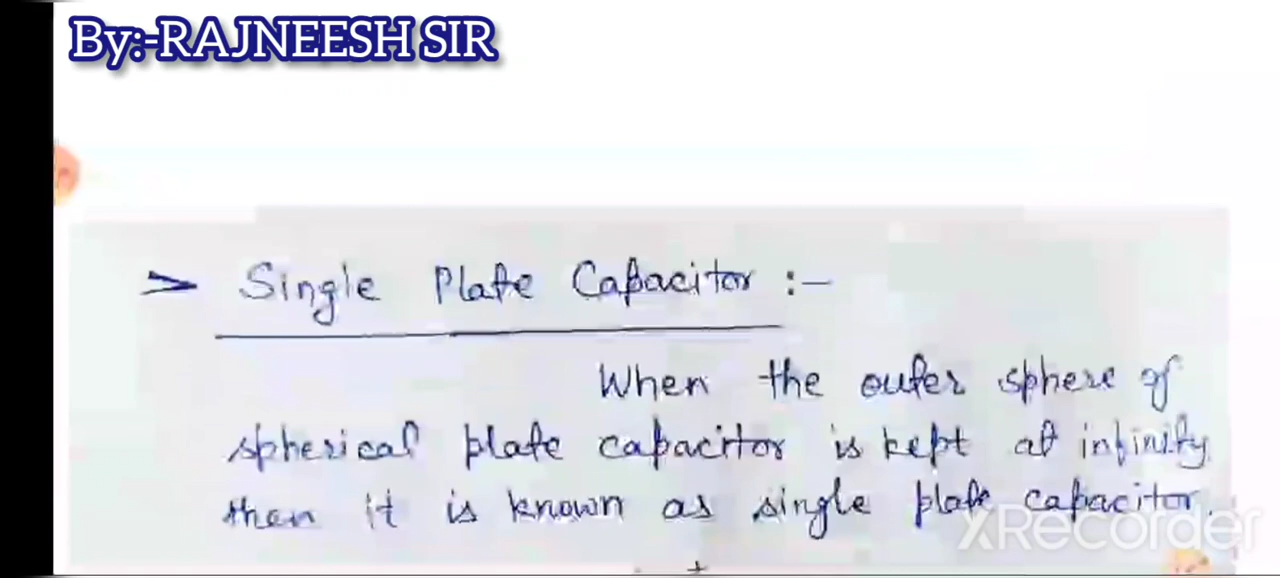 By:-RAJNEESH SIR
> Single Plate Capacitor :-
When the outer sphere of
spherical plate capacitor is kept at infinity
then it is known as single plate capacitor.
XRecorder